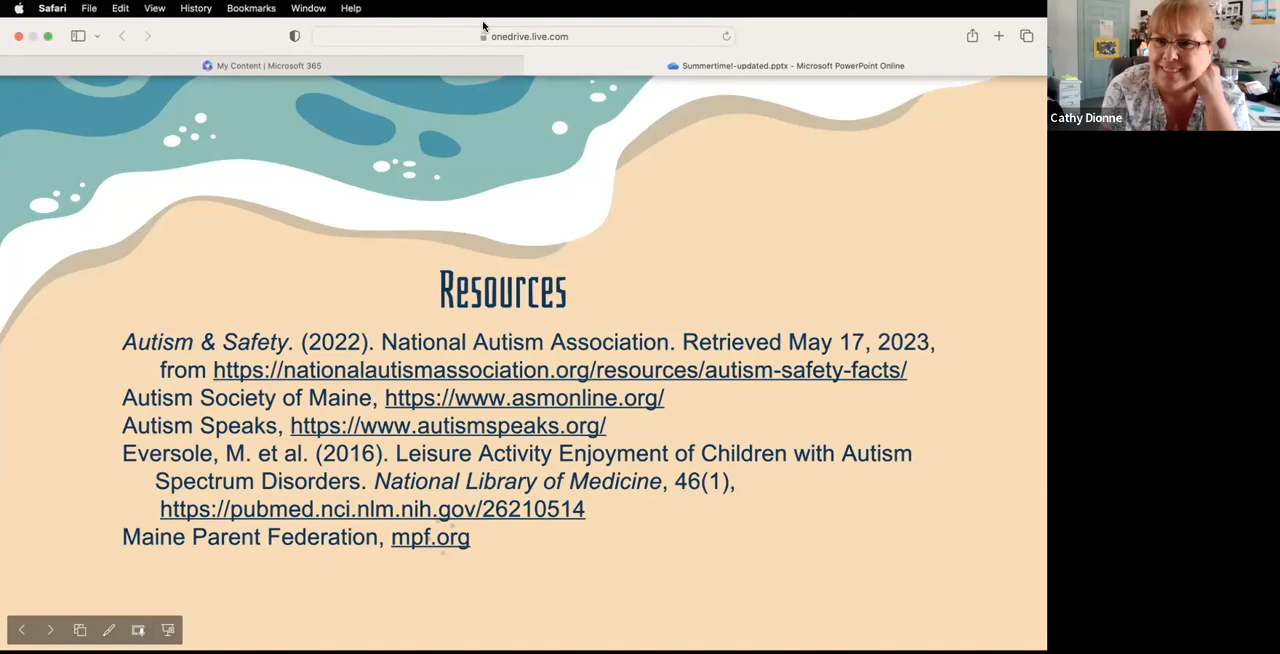 Safari File Edit View History Bookmarks Window Help
onedrive.live.com
My Content | Microsoft 365
Summertime!-updated.pptx - Microsoft PowerPoint Online
Cathy Dionne
Resources
Autism & Safety. (2022). National Autism Association. Retrieved May 17, 2023,
from https://nationalautismassociation.org/resources/autism-safety-facts/
Autism Society of Maine, https://www.asmonline.org/
Autism Speaks, https://www.autismspeaks.org/
Eversole, M. et al. (2016). Leisure Activity Enjoyment of Children with Autism
Spectrum Disorders. National Library of Medicine, 46(1),
https://pubmed.nci.nlm.nih.gov/26210514
Maine Parent Federation, mpf.org